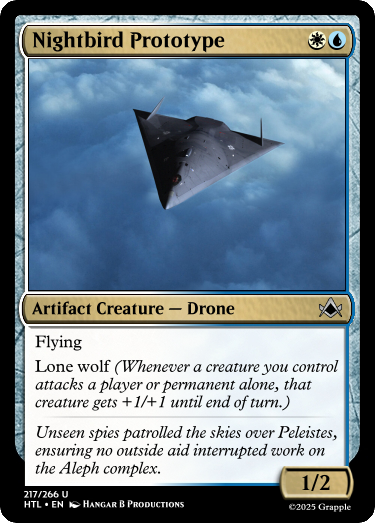 Nightbird Prototype
Artifact Creature — Drone
Flying
Lone wolf (Whenever a creature you control
attacks a player or permanent alone, that
creature gets +1/+1 until end of turn.)
Unseen spies patrolled the skies over Peleistes,
ensuring no outside aid interrupted work on
the Aleph complex.
1/2
217/266 U
HTL • EN Hangar B Productions
©2025 Grapple